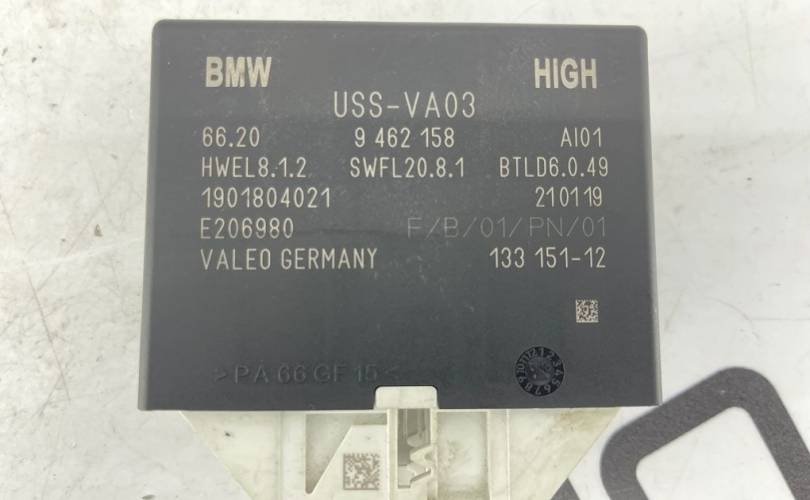 BMW HIGH
USS-VA03
66.20 9 462 158 AI01
HWEL8.1.2 SWFL20.8.1 BTLD6.0.49
1901804021 210119
E206980 F/B/01/PN/01
VALEO GERMANY 133 151-12
>PA 66 GF 15<